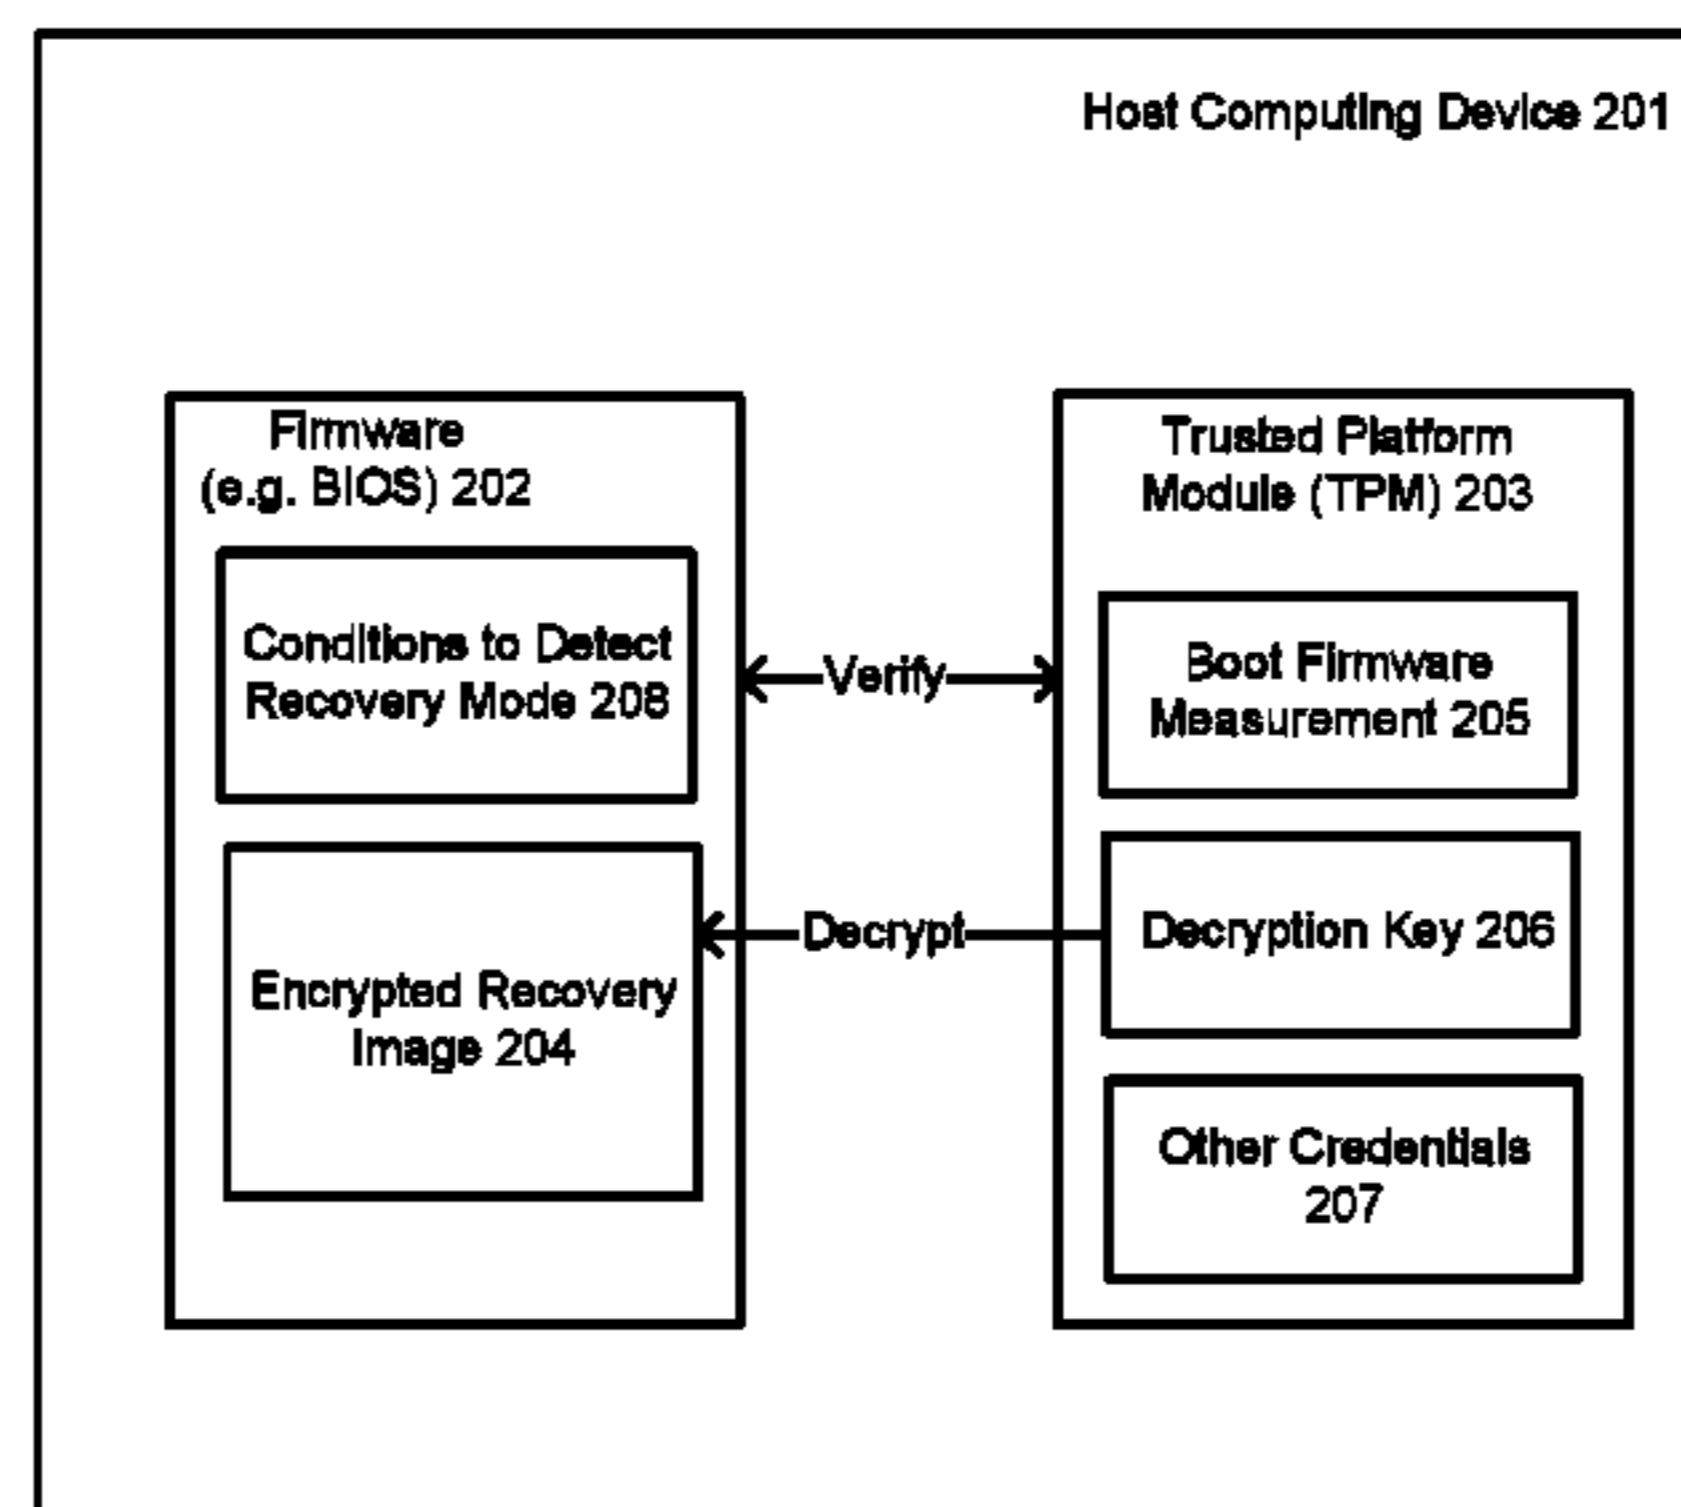 Host Computing Device 201
Firmware
(e.g. BIOS) 202
Conditions to Detect
Recovery Mode 208
Encrypted Recovery
Image 204
Verify
Decrypt
Trusted Platform
Module (TPM) 203
Boot Firmware
Measurement 205
Decryption Key 206
Other Credentials
207